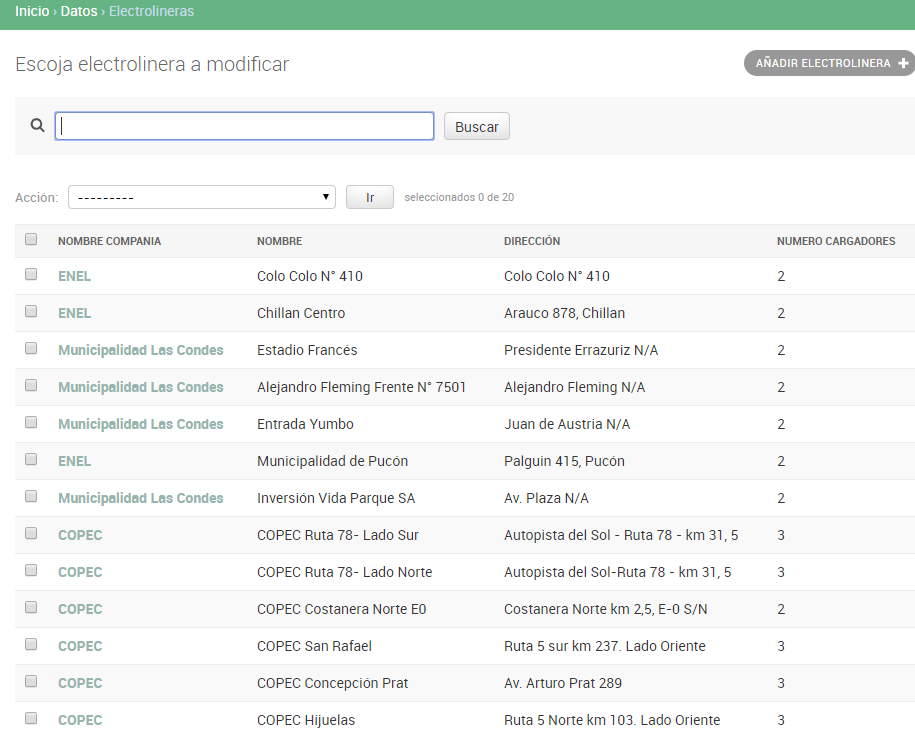 Inicio › Datos › Electrolineras
Escoja electrolinera a modificar
AÑADIR ELECTROLINERA +
Buscar
Acción: --------- Ir seleccionados 0 de 20
NOMBRE COMPANIA NOMBRE DIRECCIÓN NUMERO CARGADORES
ENEL Colo Colo N° 410 Colo Colo N° 410 2
ENEL Chillan Centro Arauco 878, Chillan 2
Municipalidad Las Condes Estadio Francés Presidente Errazuriz N/A 2
Municipalidad Las Condes Alejandro Fleming Frente N° 7501 Alejandro Fleming N/A 2
Municipalidad Las Condes Entrada Yumbo Juan de Austria N/A 2
ENEL Municipalidad de Pucón Palguin 415, Pucón 2
Municipalidad Las Condes Inversión Vida Parque SA Av. Plaza N/A 2
COPEC COPEC Ruta 78- Lado Sur Autopista del Sol - Ruta 78 - km 31, 5 3
COPEC COPEC Ruta 78- Lado Norte Autopista del Sol-Ruta 78 - km 31, 5 3
COPEC COPEC Costanera Norte E0 Costanera Norte km 2,5, E-0 S/N 2
COPEC COPEC San Rafael Ruta 5 sur km 237. Lado Oriente 3
COPEC COPEC Concepción Prat Av. Arturo Prat 289 3
COPEC COPEC Hijuelas Ruta 5 Norte km 103. Lado Oriente 3